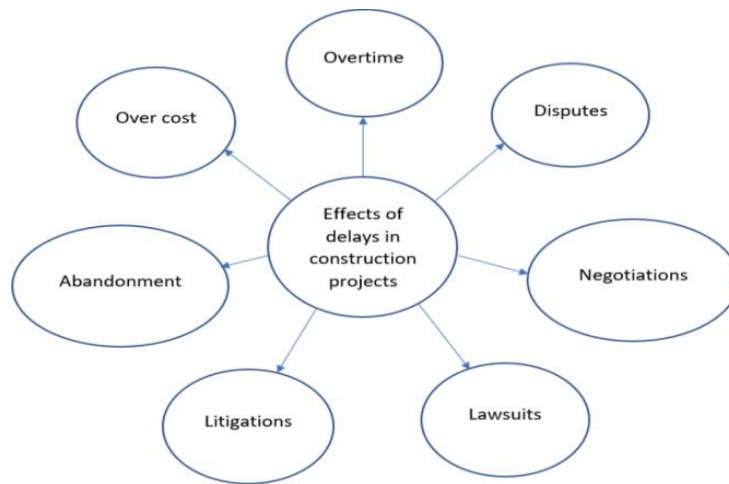 Overtime
Over cost
Disputes
Effects of
delays in
construction
projects
Abandonment
Negotiations
Litigations
Lawsuits